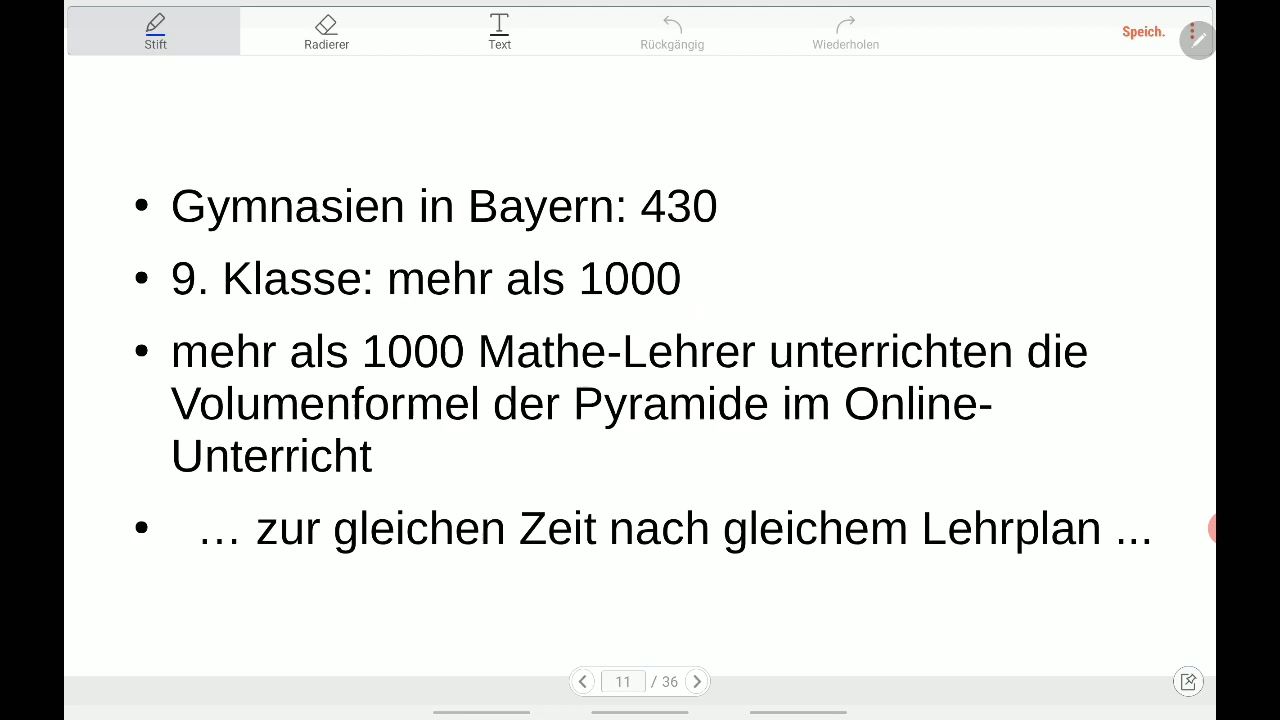 Stift Radierer Text Rückgängig Wiederholen Speich.
• Gymnasien in Bayern: 430
• 9. Klasse: mehr als 1000
• mehr als 1000 Mathe-Lehrer unterrichten die
Volumenformel der Pyramide im Online-
Unterricht
• … zur gleichen Zeit nach gleichem Lehrplan ...
11 / 36